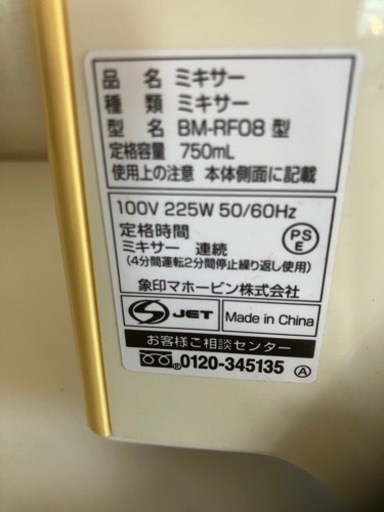 品 名 ミキサー
種 類 ミキサー
型 名 BM-RF08 型
定格容量 750mL
使用上の注意 本体側面に記載
100V 225W 50/60Hz
定格時間
ミキサー 連続
(4分間運転2分間停止繰り返し使用)
PS
E
象印マホービン株式会社
S JET
Made in China
お客様ご相談センター
0120-345135 A